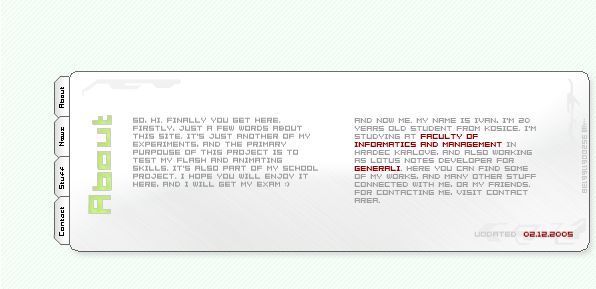 About
News
Stuff
Contact
About
SO, HI, FINALLY YOU GET HERE.
FIRSTLY, JUST A FEW WORDS ABOUT
THIS SITE. IT'S JUST ANOTHER OF MY
EXPERIMENTS, AND THE PRIMARY
PURPOUSE OF THIS PROJECT IS TO
TEST MY FLASH AND ANIMATING
SKILLS. IT'S ALSO PART OF MY SCHOOL
PROJECT. I HOPE YOU WILL ENJOY IT
HERE, AND I WILL GET MY EXAM :)
AND NOW ME. MY NAME IS IVAN, I'M 20
YEARS OLD STUDENT FROM KOSICE. I'M
STUDYING AT FACULTY OF
INFORMATICS AND MANAGEMENT IN
HRADEC KRALOVE, AND ALSO WORKING
AS LOTUS NOTES DEVELOPER FOR
GENERALI. HERE YOU CAN FIND SOME
OF MY WORKS, AND MANY OTHER STUFF
CONNECTED WITH ME, OR MY FRIENDS.
FOR CONTACTING ME, VISIT CONTACT
AREA.
UDDATED 02.12.2005